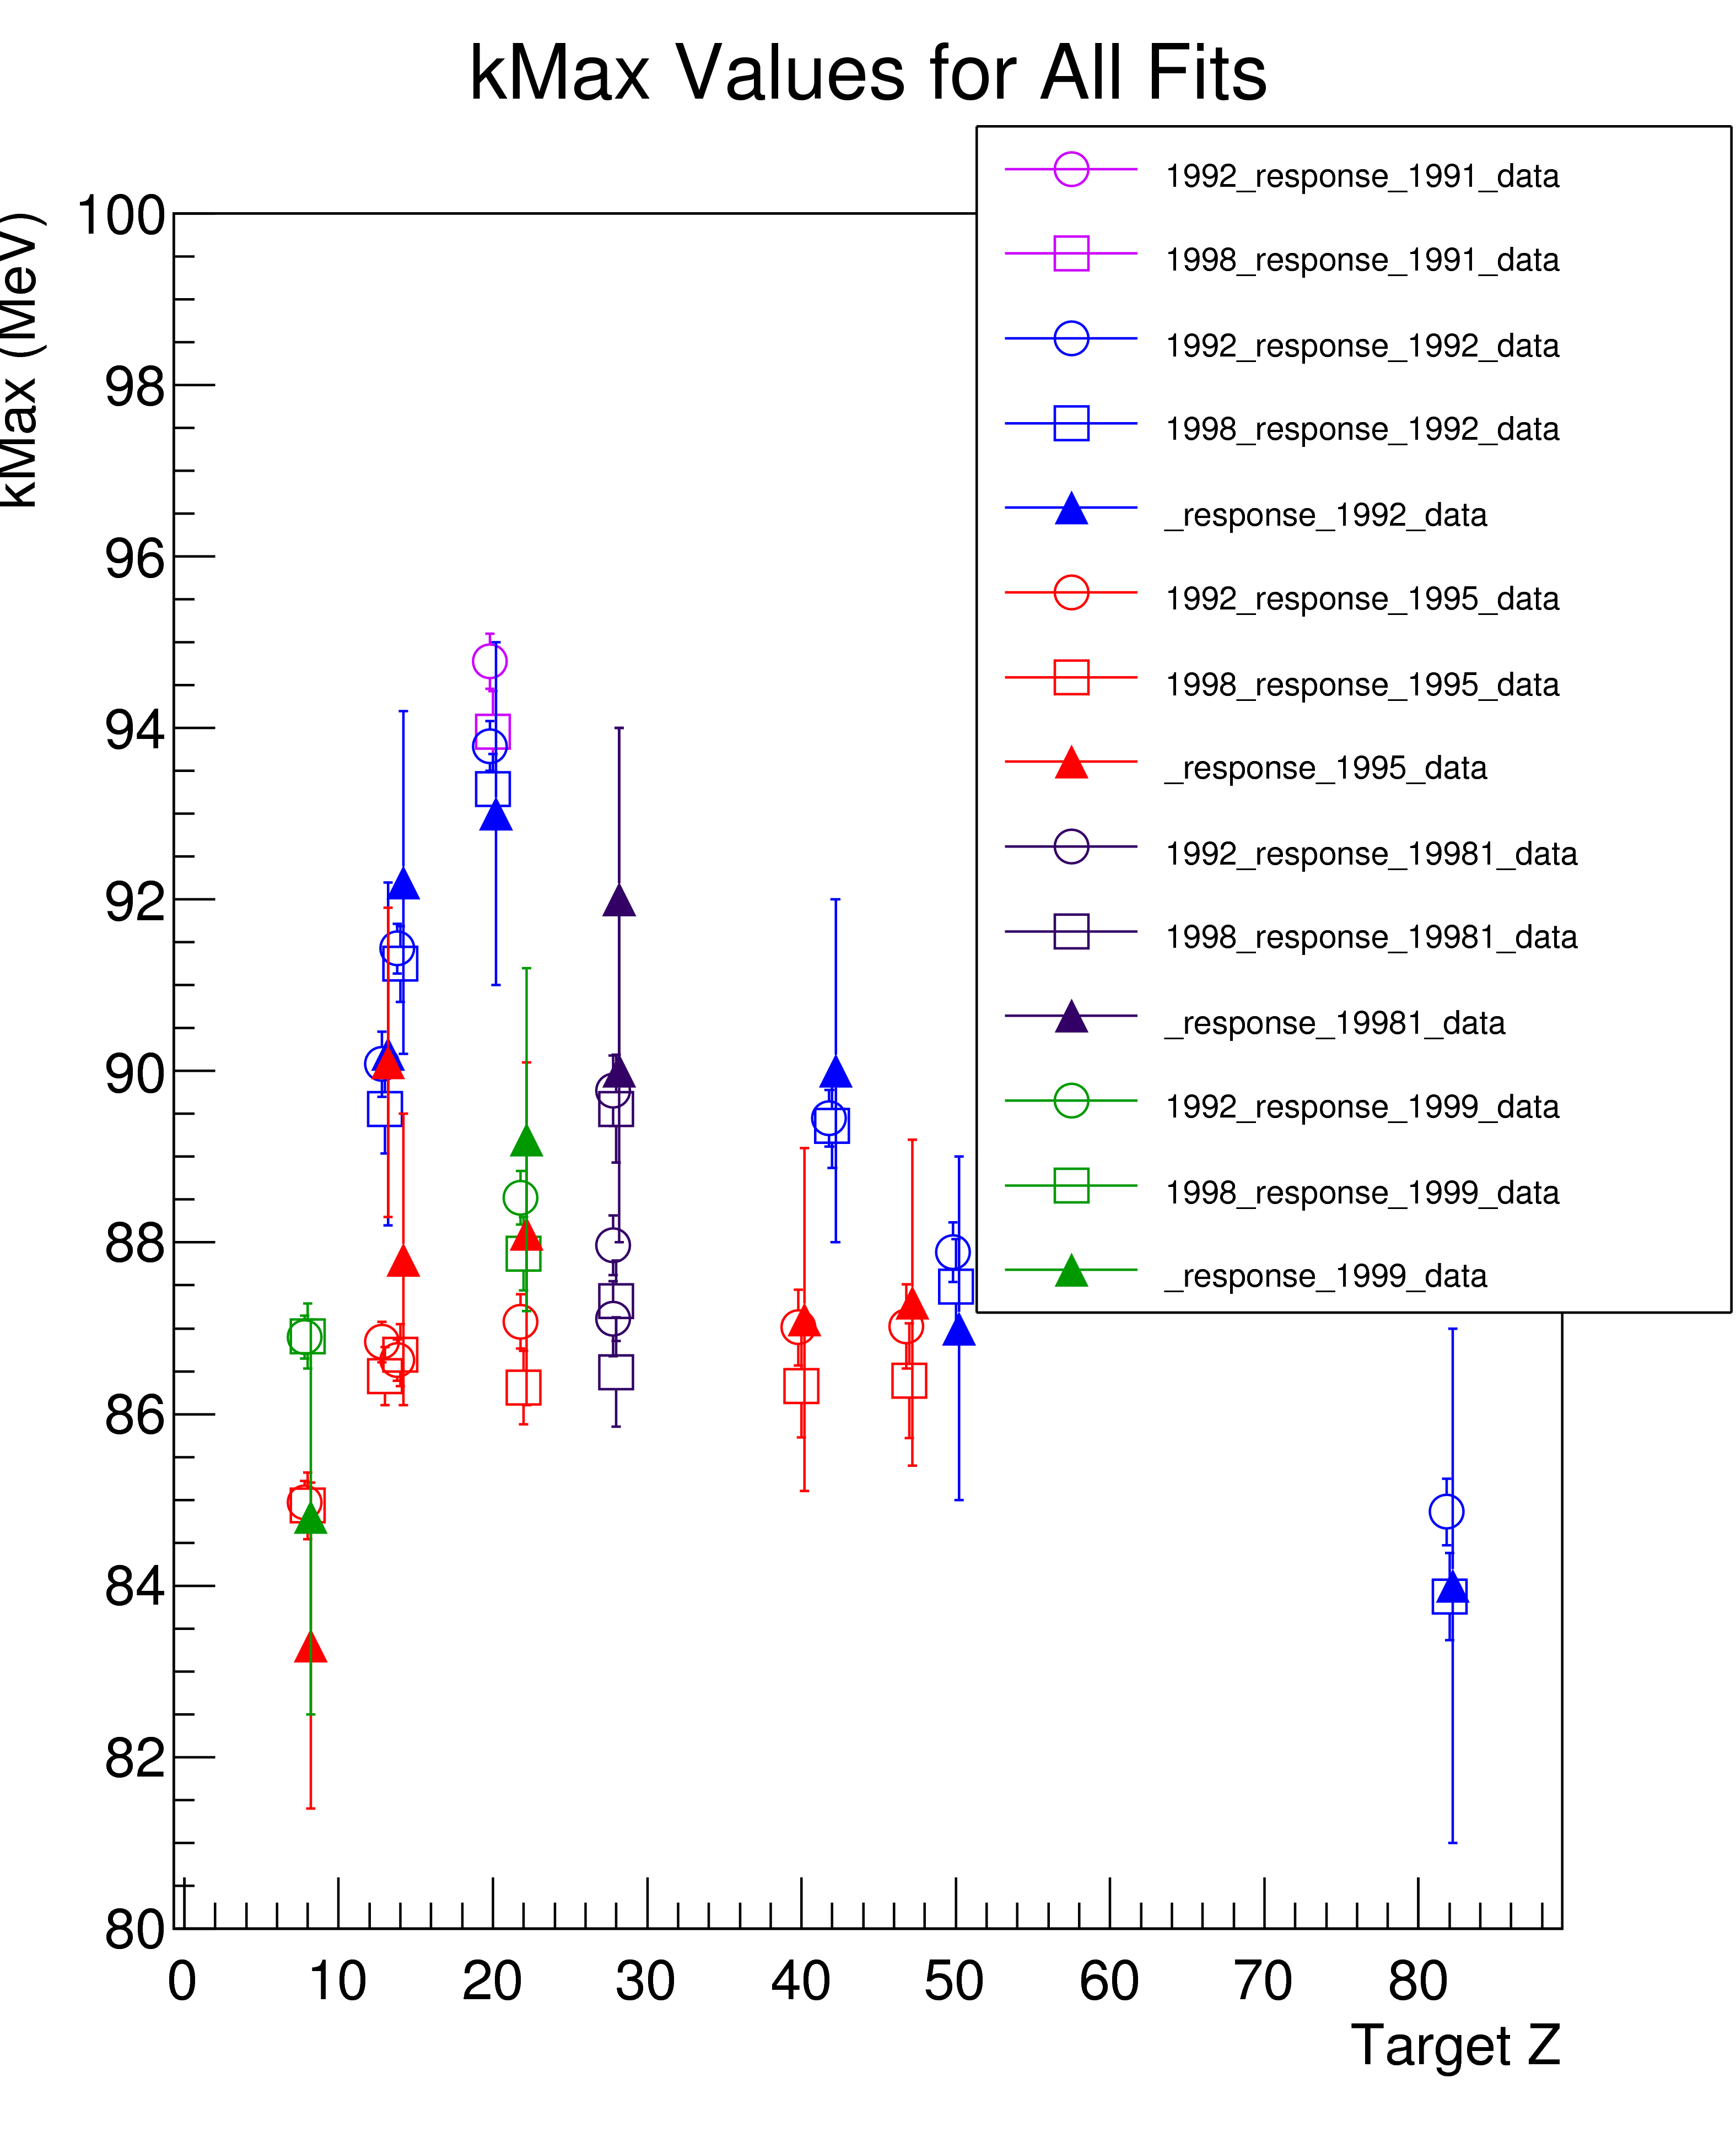 kMax Values for All Fits
kMax (MeV)
1992_response_1991_data
1998_response_1991_data
1992_response_1992_data
1998_response_1992_data
_response_1992_data
1992_response_1995_data
1998_response_1995_data
_response_1995_data
1992_response_19981_data
1998_response_19981_data
_response_19981_data
1992_response_1999_data
1998_response_1999_data
_response_1999_data
100
98
96
94
92
90
88
86
84
82
80
0 10 20 30 40 50 60 70 80
Target Z